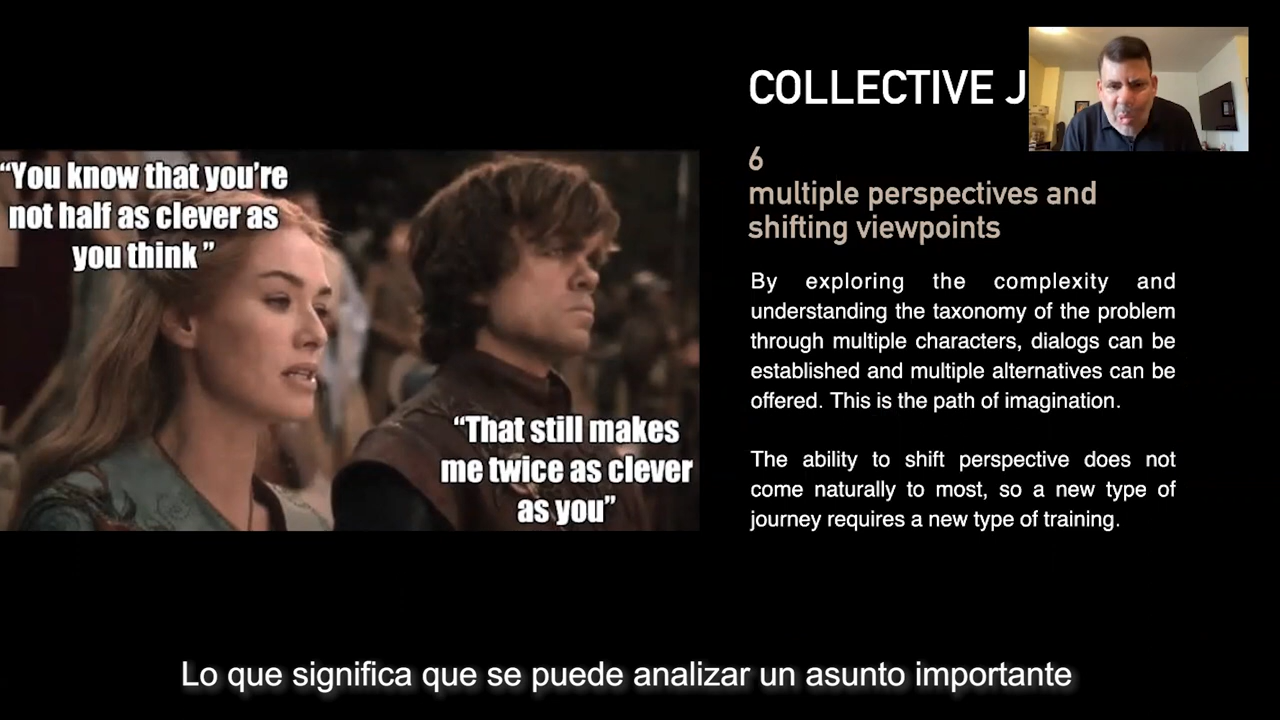 “You know that you’re
not half as clever as
you think ”
“That still makes
me twice as clever
as you”
COLLECTIVE J
6
multiple perspectives and
shifting viewpoints
By exploring the complexity and
understanding the taxonomy of the problem
through multiple characters, dialogs can be
established and multiple alternatives can be
offered. This is the path of imagination.
The ability to shift perspective does not
come naturally to most, so a new type of
journey requires a new type of training.
Lo que significa que se puede analizar un asunto importante